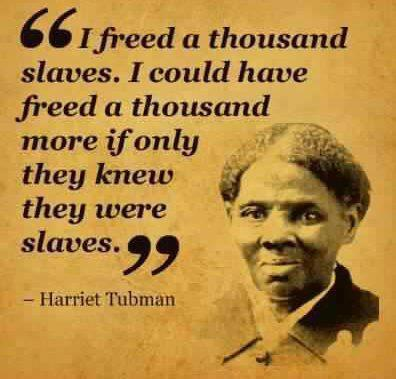 “I freed a thousand
slaves. I could have
freed a thousand
more if only
they knew
they were
slaves.”
– Harriet Tubman